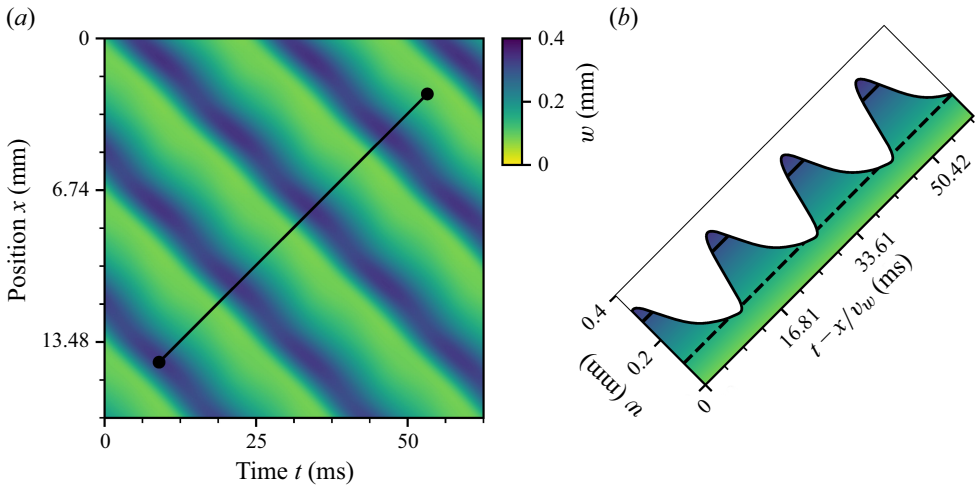 (a)
(b)
0
6.74
13.48
Position x (mm)
0
25
50
Time t (ms)
0.4
0.2
0
w (mm)
0.4
0.2
w (mm)
0
16.81
33.61
50.42
t − x/v_w (ms)